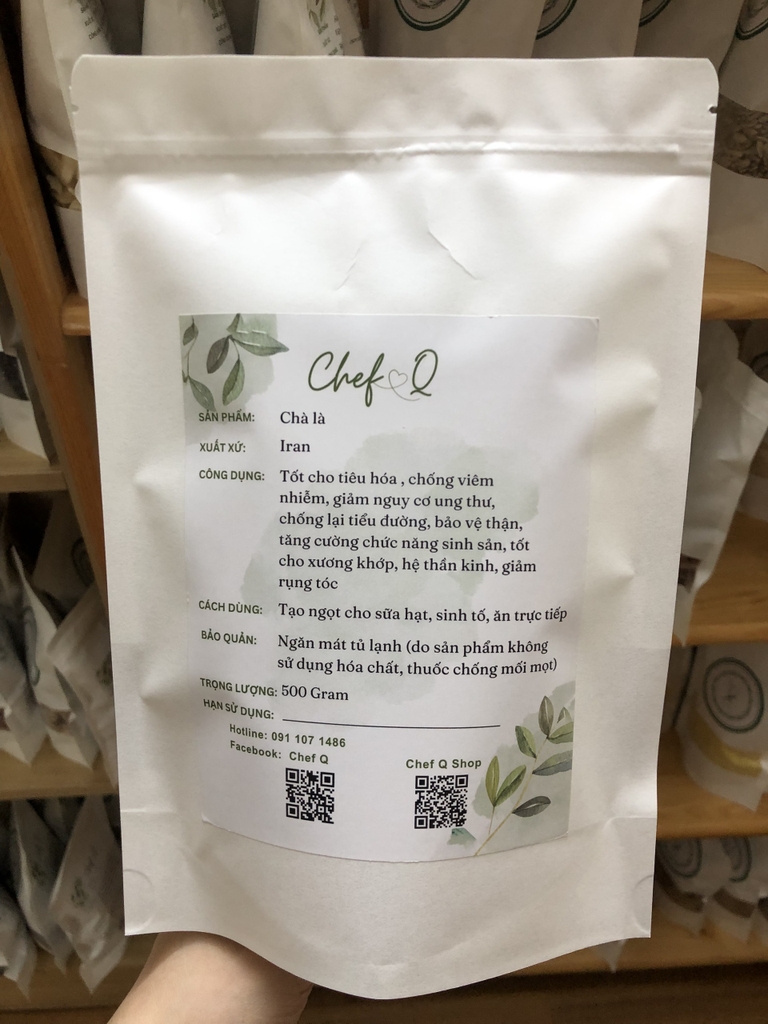 Chef Q
SẢN PHẨM: Chà là
XUẤT XỨ: Iran
CÔNG DỤNG: Tốt cho tiêu hóa , chống viêm
nhiễm, giảm nguy cơ ung thư,
chống lại tiểu đường, bảo vệ thận,
tăng cường chức năng sinh sản, tốt
cho xương khớp, hệ thần kinh, giảm
rụng tóc
CÁCH DÙNG: Tạo ngọt cho sữa hạt, sinh tố, ăn trực tiếp
BẢO QUẢN: Ngăn mát tủ lạnh (do sản phẩm không
sử dụng hóa chất, thuốc chống mối mọt)
TRỌNG LƯỢNG: 500 Gram
HẠN SỬ DỤNG:
Hotline: 091 107 1486
Facebook: Chef Q
Chef Q Shop